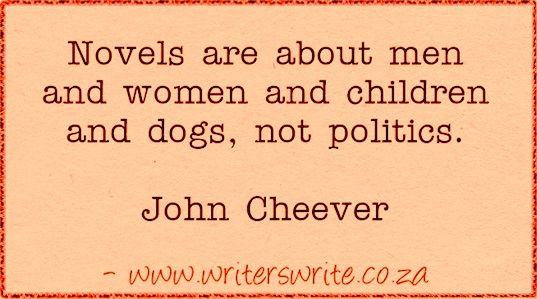 Novels are about men
and women and children
and dogs, not politics.
John Cheever
- www.writerswrite.co.za